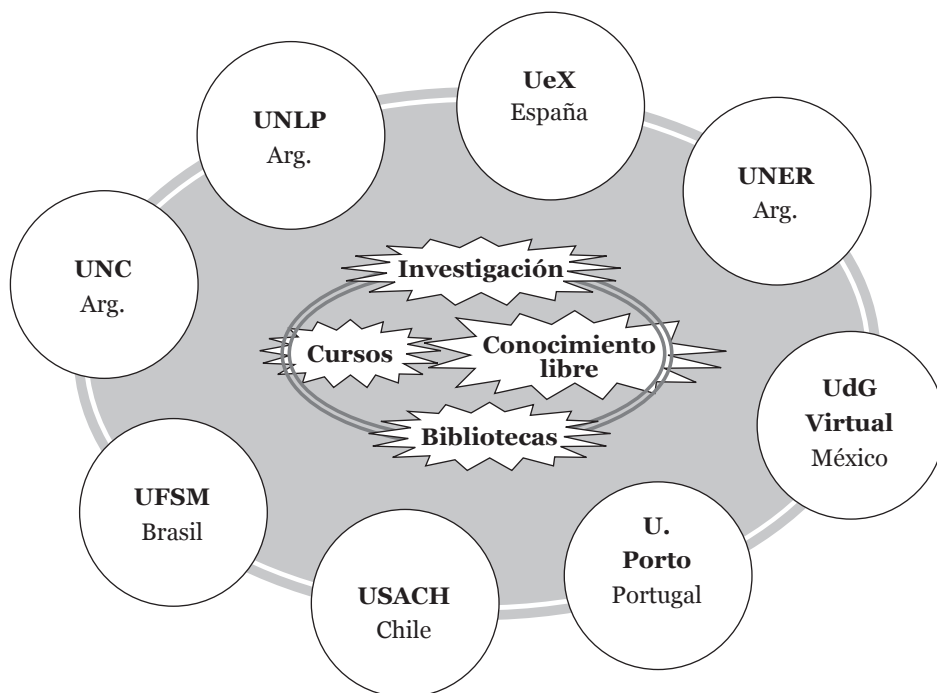 UeX
España
UNLP
Arg.
UNER
Arg.
UNC
Arg.
Investigación
Cursos
Conocimiento
libre
Bibliotecas
UdG
Virtual
México
UFSM
Brasil
U.
Porto
Portugal
USACH
Chile